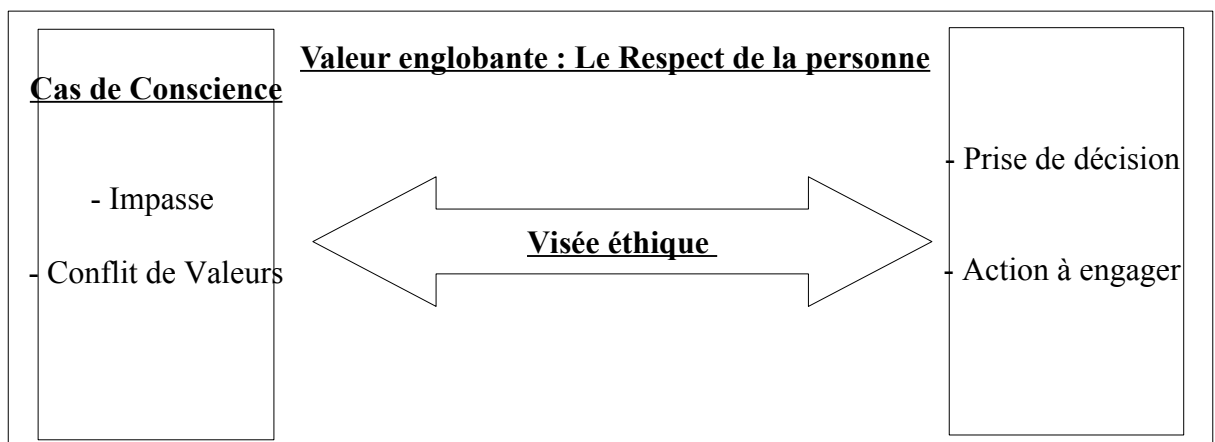 Valeur englobante : Le Respect de la personne
Cas de Conscience
- Impasse
- Conflit de Valeurs
Visée éthique
- Prise de décision
- Action à engager